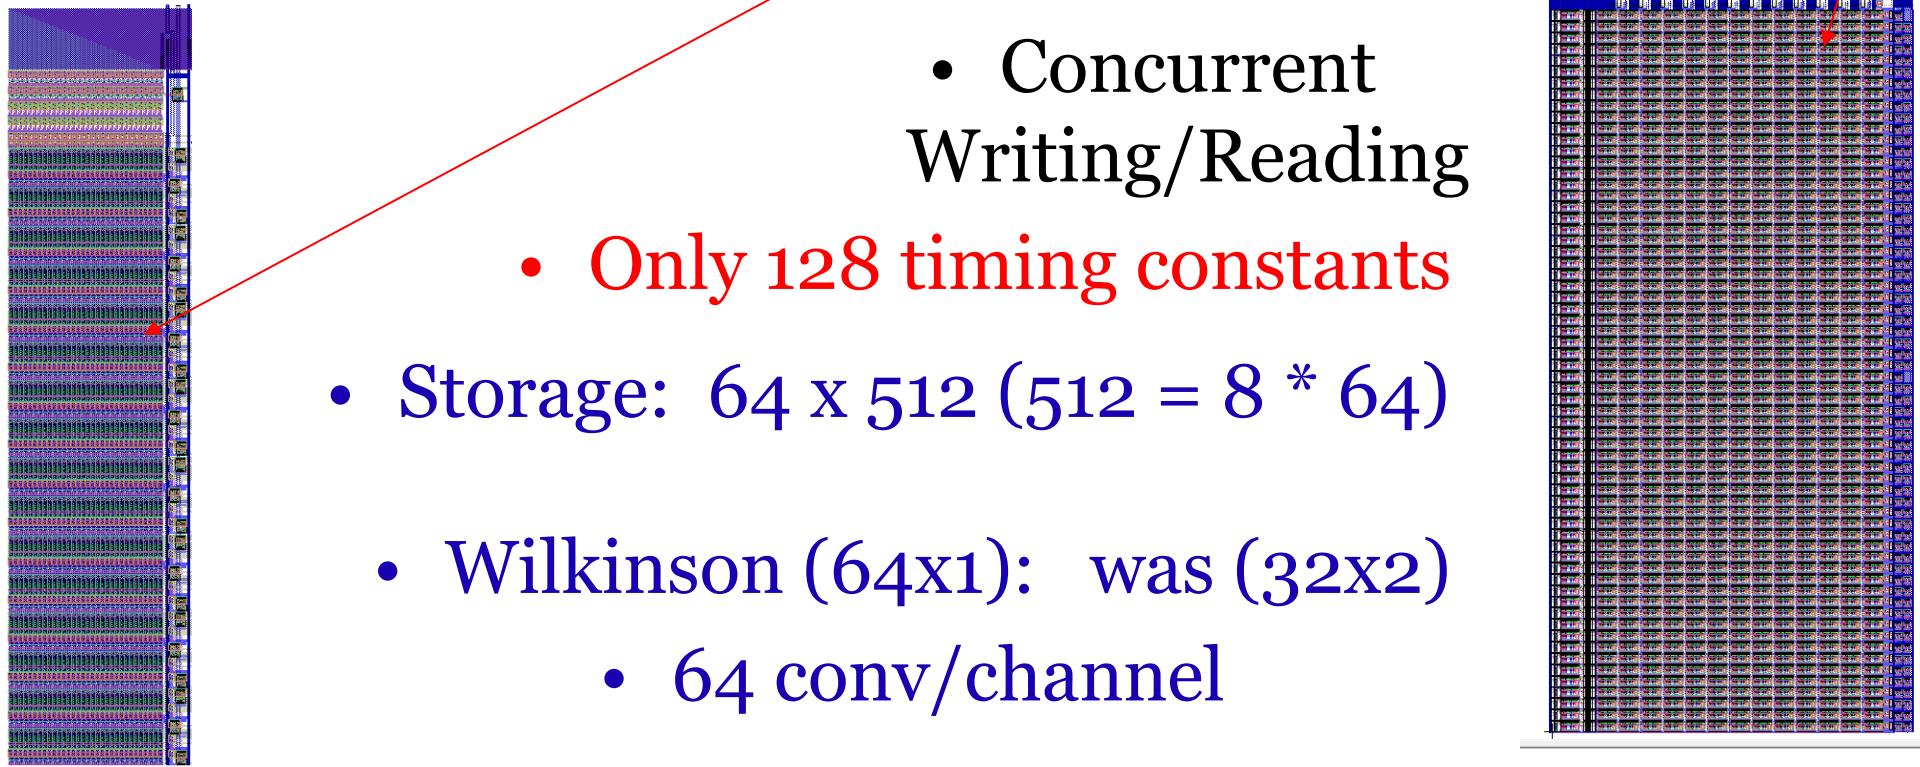 • Concurrent
Writing/Reading
• Only 128 timing constants
• Storage: 64 x 512 (512 = 8 * 64)
• Wilkinson (64x1): was (32x2)
• 64 conv/channel